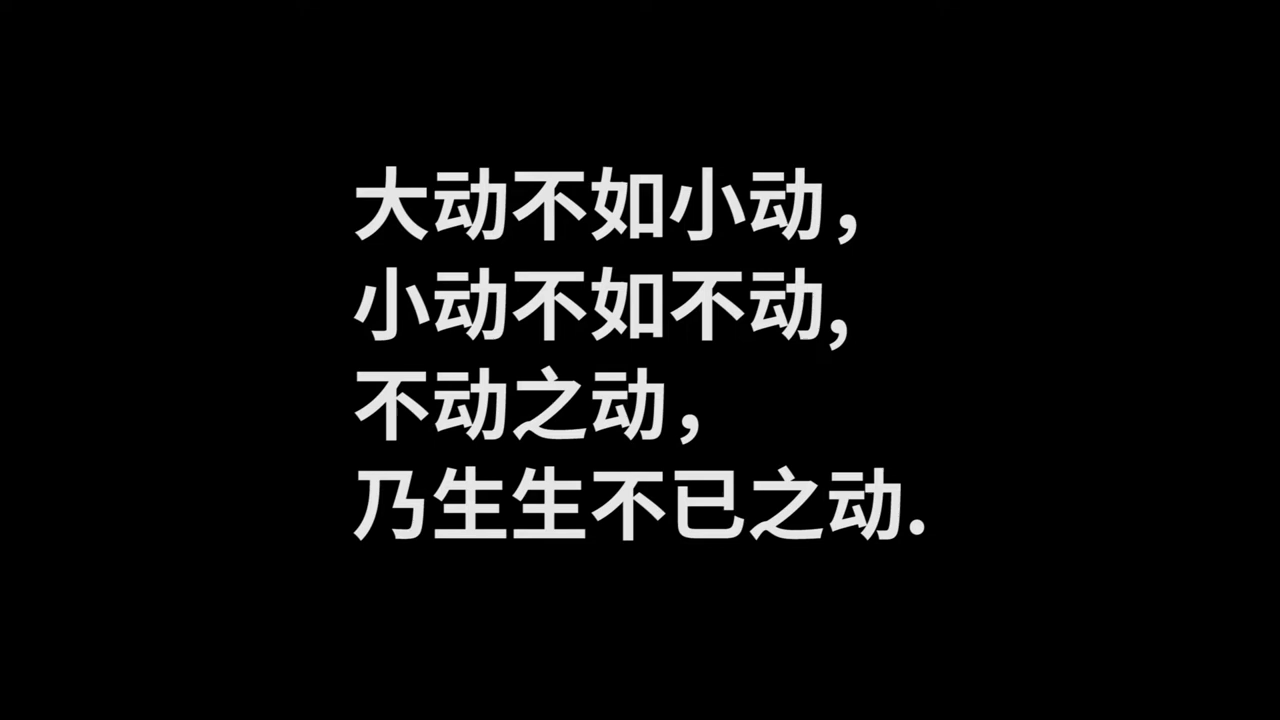 大动不如小动，
小动不如不动,
不动之动，
乃生生不已之动.